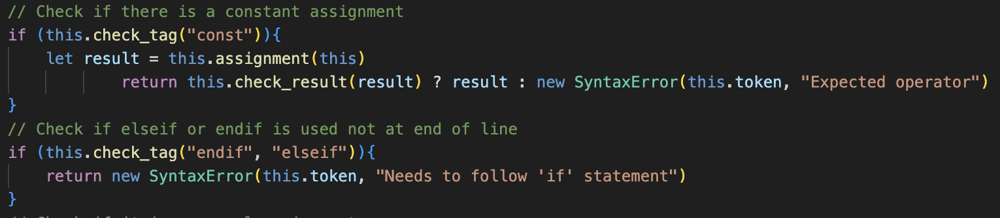 // Check if there is a constant assignment
if (this.check_tag("const")){
    let result = this.assignment(this)
            return this.check_result(result) ? result : new SyntaxError(this.token, "Expected operator")
}
// Check if elseif or endif is used not at end of line
if (this.check_tag("endif", "elseif")){
    return new SyntaxError(this.token, "Needs to follow 'if' statement")
}